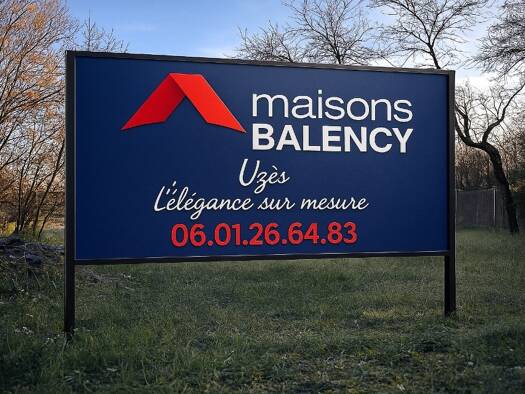 maisons
BALENCY
Uzès
L'élégance sur mesure
06.01.26.64.83